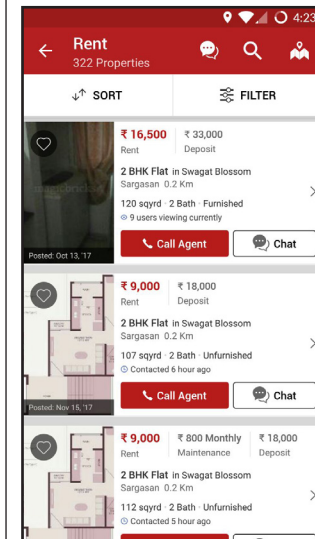 4:23
Rent
322 Properties
SORT
FILTER
₹ 16,500 ₹ 33,000
Rent Deposit
2 BHK Flat in Swagat Blossom
Sargasan 0.2 Km
120 sqyrd · 2 Bath · Furnished
9 users viewing currently
magicbricks
Posted: Oct 13, '17
Call Agent
Chat
₹ 9,000 ₹ 18,000
Rent Deposit
2 BHK Flat in Swagat Blossom
Sargasan 0.2 Km
107 sqyrd · 2 Bath · Unfurnished
Contacted 6 hour ago
Posted: Nov 15, '17
Call Agent
Chat
₹ 9,000 ₹ 800 Monthly ₹ 18,000
Rent Maintenance Deposit
2 BHK Flat in Swagat Blossom
Sargasan 0.2 Km
112 sqyrd · 2 Bath · Unfurnished
Contacted 5 hour ago